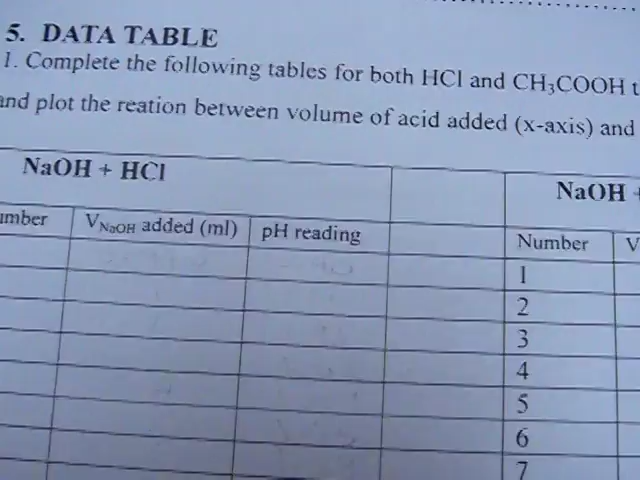 5. DATA TABLE
1. Complete the following tables for both HCl and CH₃COOH t
and plot the reation between volume of acid added (x-axis) and
NaOH + HCl
NaOH +
umber V_NaOH added (ml) pH reading
Number V
1
2
3
4
5
6
7